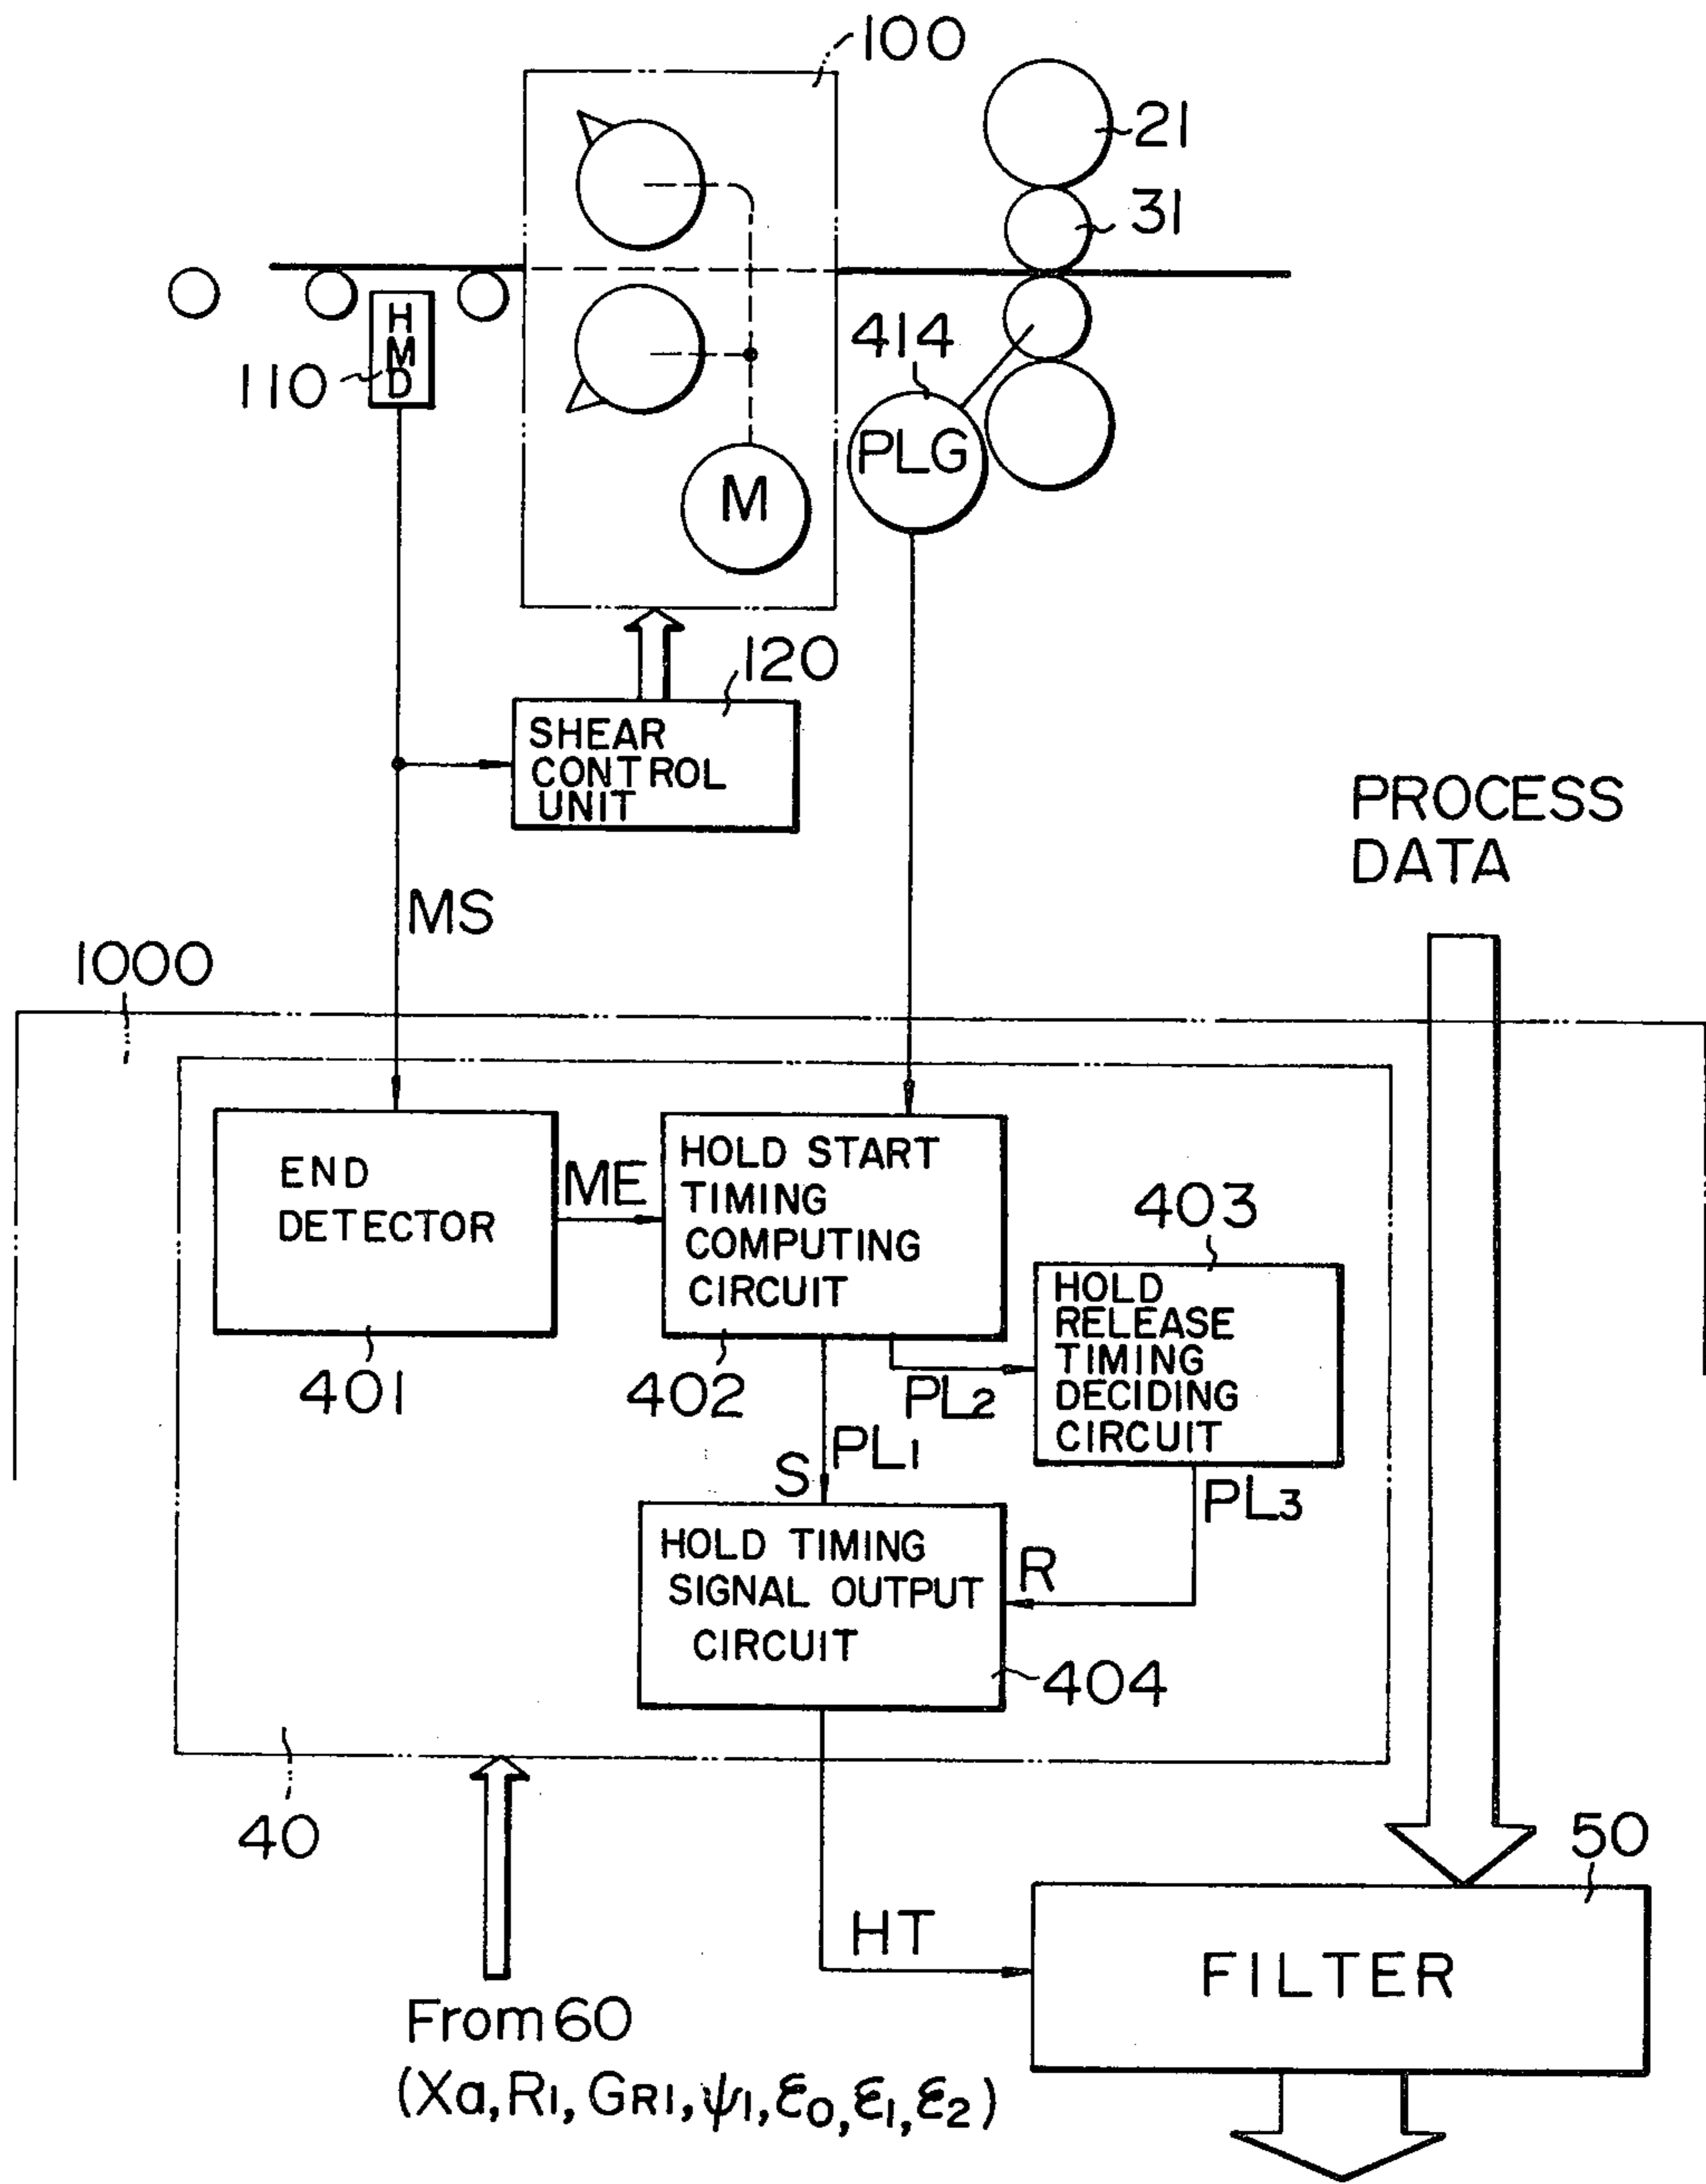 100
21
31
HMD
110
414
PLG
M
120
SHEAR
CONTROL
UNIT
PROCESS
DATA
MS
1000
END
DETECTOR
ME
HOLD START
TIMING
COMPUTING
CIRCUIT
403
HOLD
RELEASE
TIMING
DECIDING
CIRCUIT
401
402
PL2
PL1
S
PL3
HOLD TIMING
SIGNAL OUTPUT
CIRCUIT
R
404
40
50
HT
FILTER
From 60
(Xa, R1, GR1, ψ1, ε0, ε1, ε2)